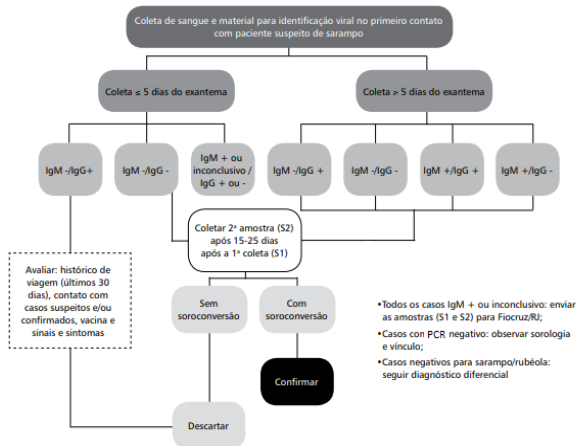 Coleta de sangue e material para identificação viral no primeiro contato
com paciente suspeito de sarampo
Coleta ≤ 5 dias do exantema
Coleta ≥ 5 dias do exantema
IgM -/IgG+
IgM -/IgG -
IgM + ou
inconclusivo /
IgG + ou -
IgM -/IgG +
IgM -/IgG -
IgM +/IgG +
IgM +/IgG -
Coletar 2ª amostra (S2)
após 15-25 dias
após a 1ª coleta (S1)
Avaliar: histórico de
viagem (últimos 30
dias), contato com
casos suspeitos e/ou
confirmados, vacina e
sinais e sintomas
Sem
soroconversão
Com
soroconversão
Confirmar
Descartar
•Todos os casos IgM + ou inconclusivo: enviar
as amostras (S1 e S2) para Fiocruz/RJ;
•Casos con PCR negativo: observar sorologia
e vínculo;
•Casos negativos para sarampo/rubéola:
seguir diagnóstico diferencial